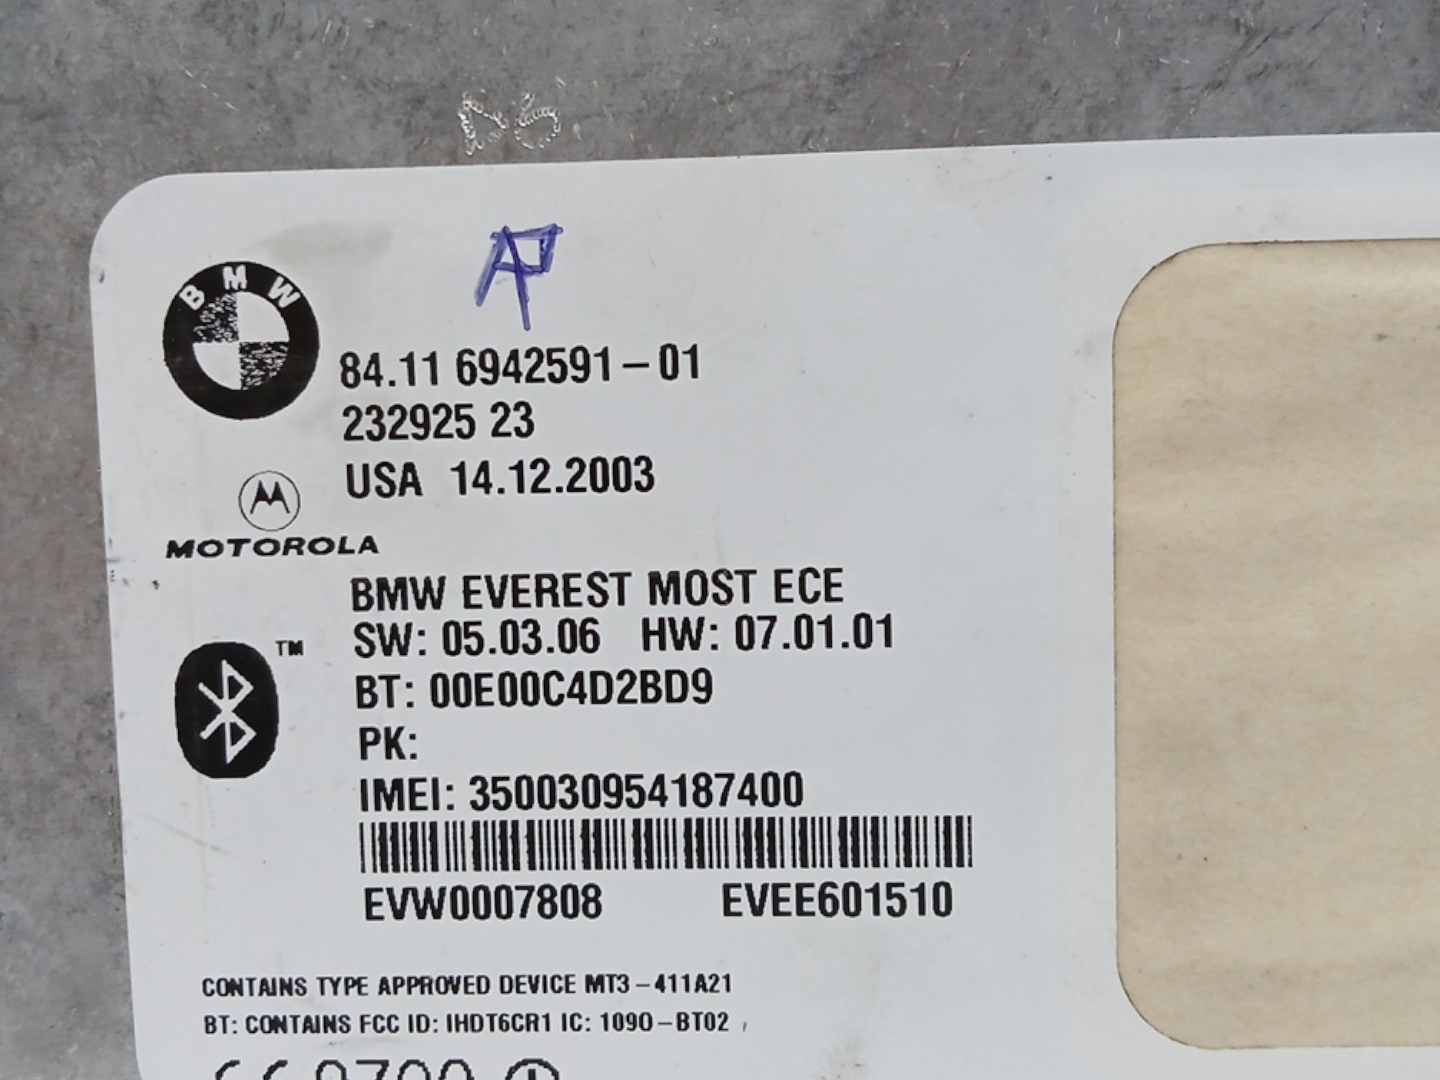 BMW
84.11 6942591-01
232925 23
USA 14.12.2003
MOTOROLA
BMW EVEREST MOST ECE
SW: 05.03.06 HW: 07.01.01
TM
BT: 00E00C4D2BD9
PK:
IMEI: 350030954187400
EVW0007808 EVEE601510
CONTAINS TYPE APPROVED DEVICE MT3-411A21
BT: CONTAINS FCC ID: IHDT6CR1 IC: 1090-BT02